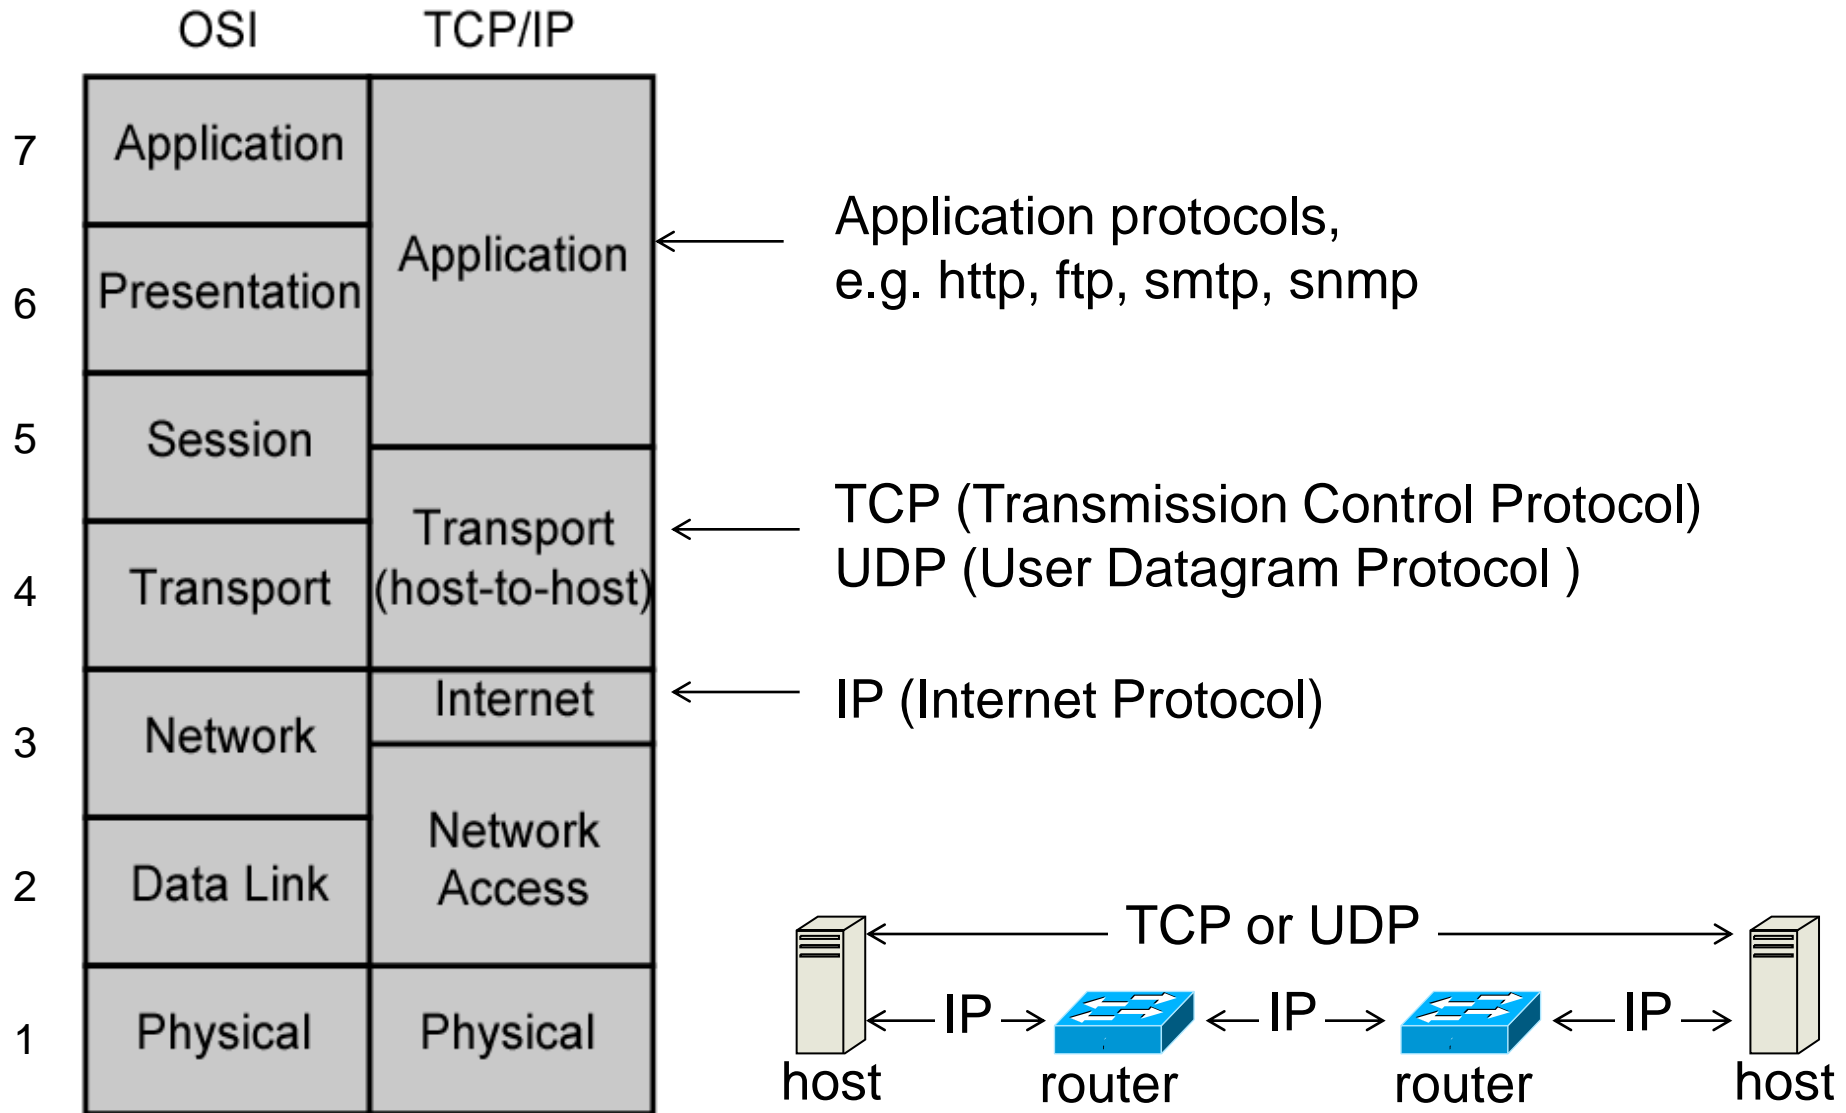 OSI TCP/IP
7 Application
6 Presentation
5 Session
4 Transport
3 Network
2 Data Link
1 Physical
Application
Transport
(host-to-host)
Internet
Network
Access
Physical
Application protocols,
e.g. http, ftp, smtp, snmp
TCP (Transmission Control Protocol)
UDP (User Datagram Protocol )
IP (Internet Protocol)
TCP or UDP
IP IP IP
host router router host